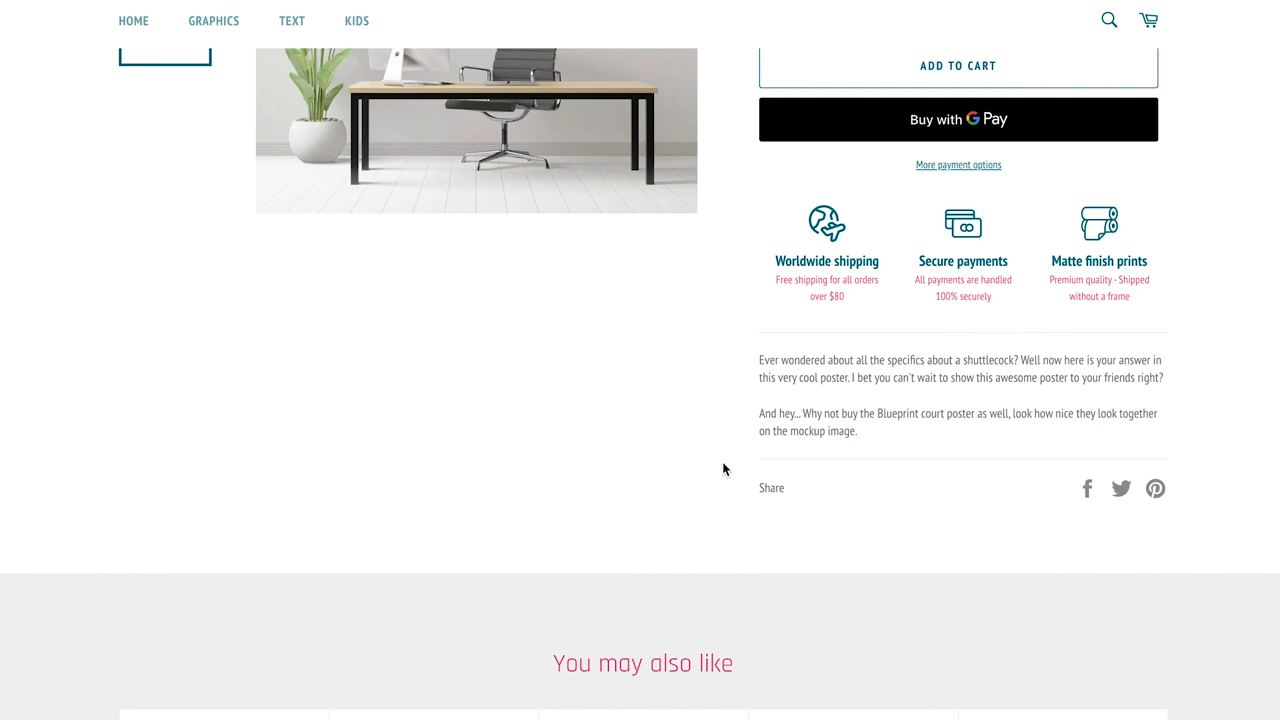 HOME GRAPHICS TEXT KIDS
ADD TO CART
Buy with G Pay
More payment options
Worldwide shipping
Free shipping for all orders
over $80
Secure payments
All payments are handled
100% securely
Matte finish prints
Premium quality - Shipped
without a frame
Ever wondered about all the specifics about a shuttlecock? Well now here is your answer in
this very cool poster. I bet you can't wait to show this awesome poster to your friends right?
And hey... Why not buy the Blueprint court poster as well, look how nice they look together
on the mockup image.
Share
You may also like